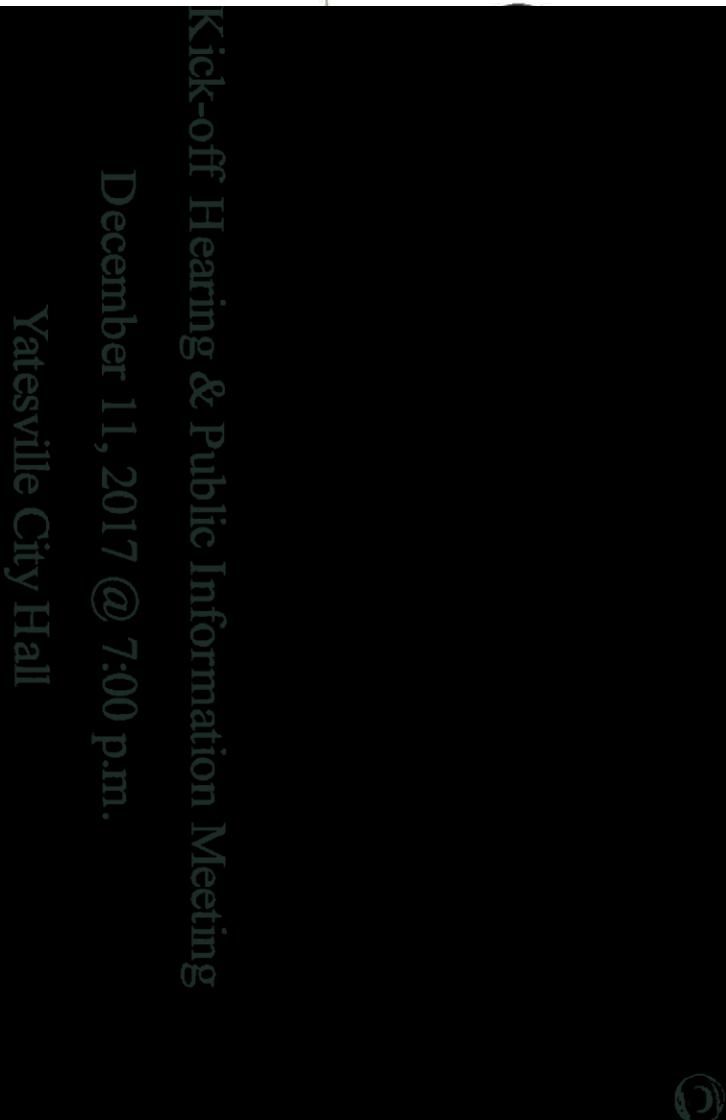 Kick-off Hearing & Public Information Meeting
December 11, 2017 @ 7:00 p.m.
Yatesville City Hall